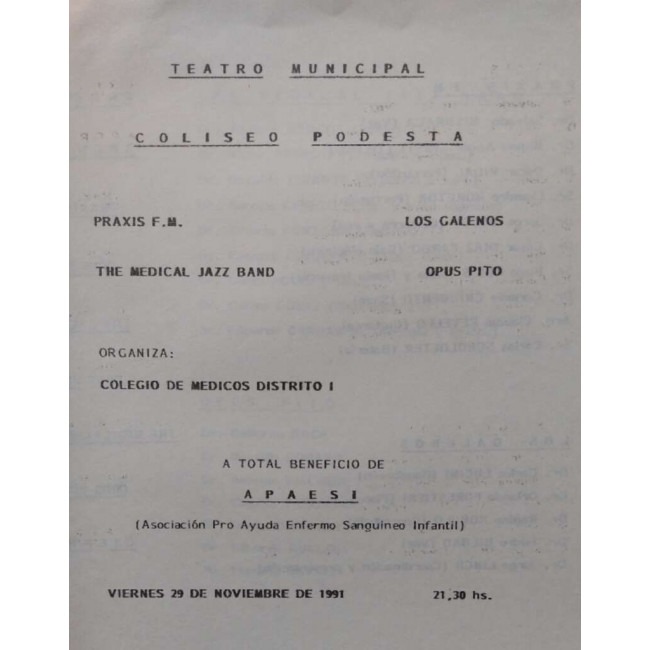 TEATRO MUNICIPAL
COLISEO PODESTA
PRAXIS F.M. LOS GALENOS
THE MEDICAL JAZZ BAND OPUS PITO
ORGANIZA:
COLEGIO DE MEDICOS DISTRITO I
A TOTAL BENEFICIO DE
APAESI
(Asociación Pro Ayuda Enfermo Sanguineo Infantil)
VIERNES 29 DE NOVIEMBRE DE 1991 21,30 hs.